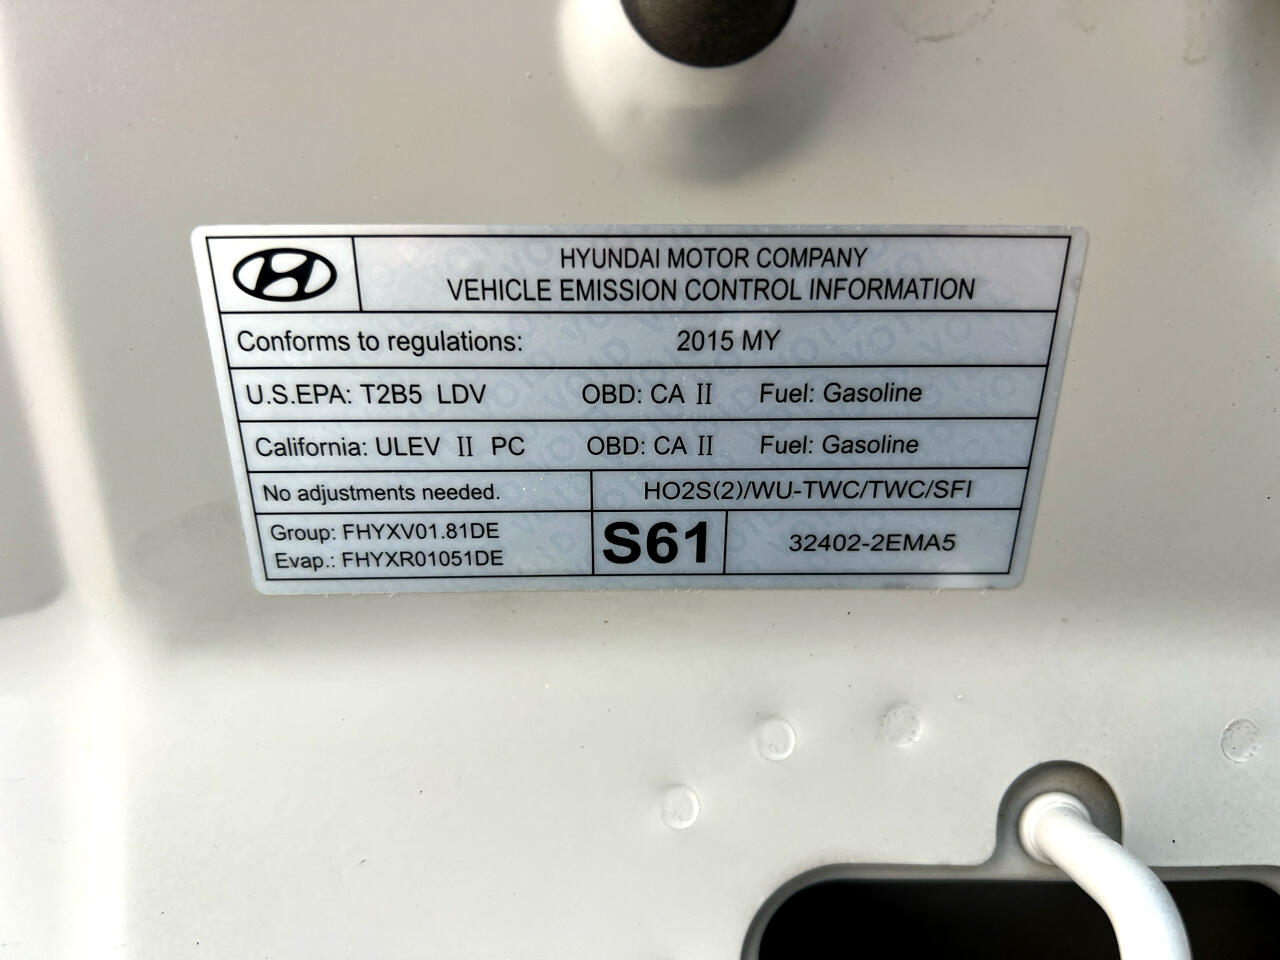 HYUNDAI MOTOR COMPANY
VEHICLE EMISSION CONTROL INFORMATION
Conforms to regulations: 2015 MY
U.S.EPA: T2B5 LDV OBD: CA II Fuel: Gasoline
California: ULEV II PC OBD: CA II Fuel: Gasoline
No adjustments needed. HO2S(2)/WU-TWC/TWC/SFI
Group: FHYXV01.81DE
Evap.: FHYXR01051DE
S61
32402-2EMA5